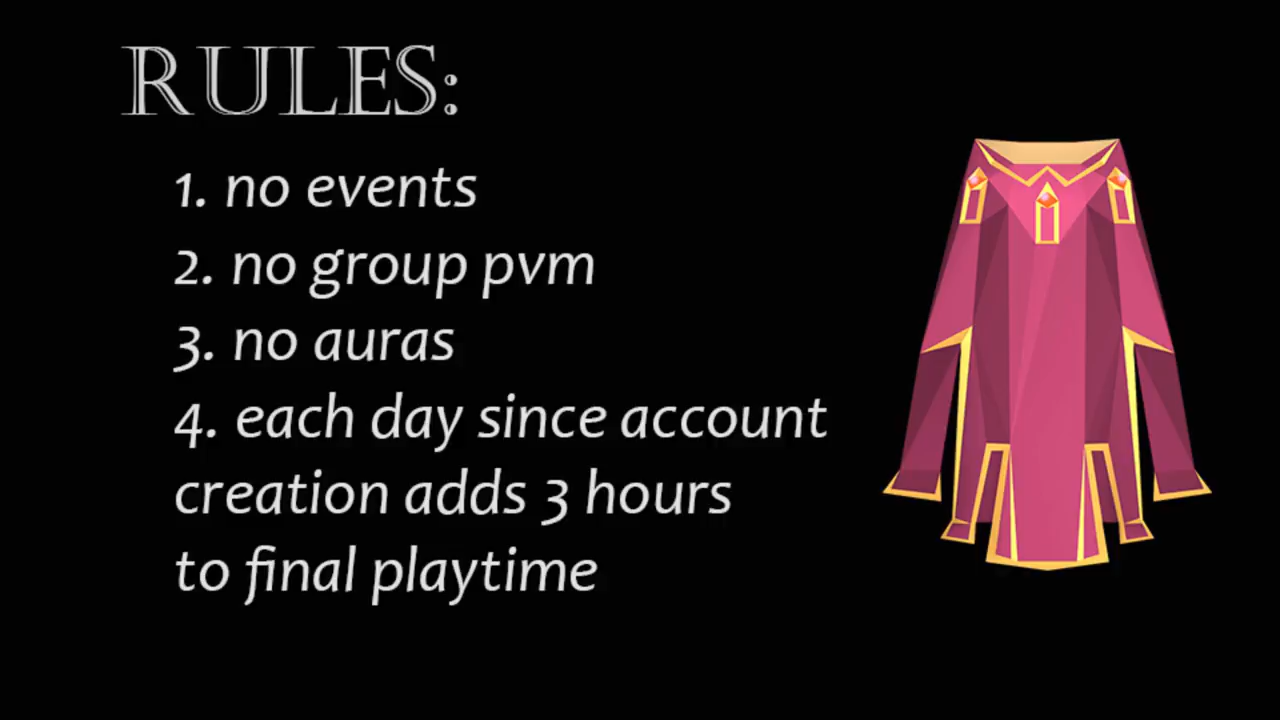 RULES:
1. no events
2. no group pvm
3. no auras
4. each day since account
creation adds 3 hours
to final playtime